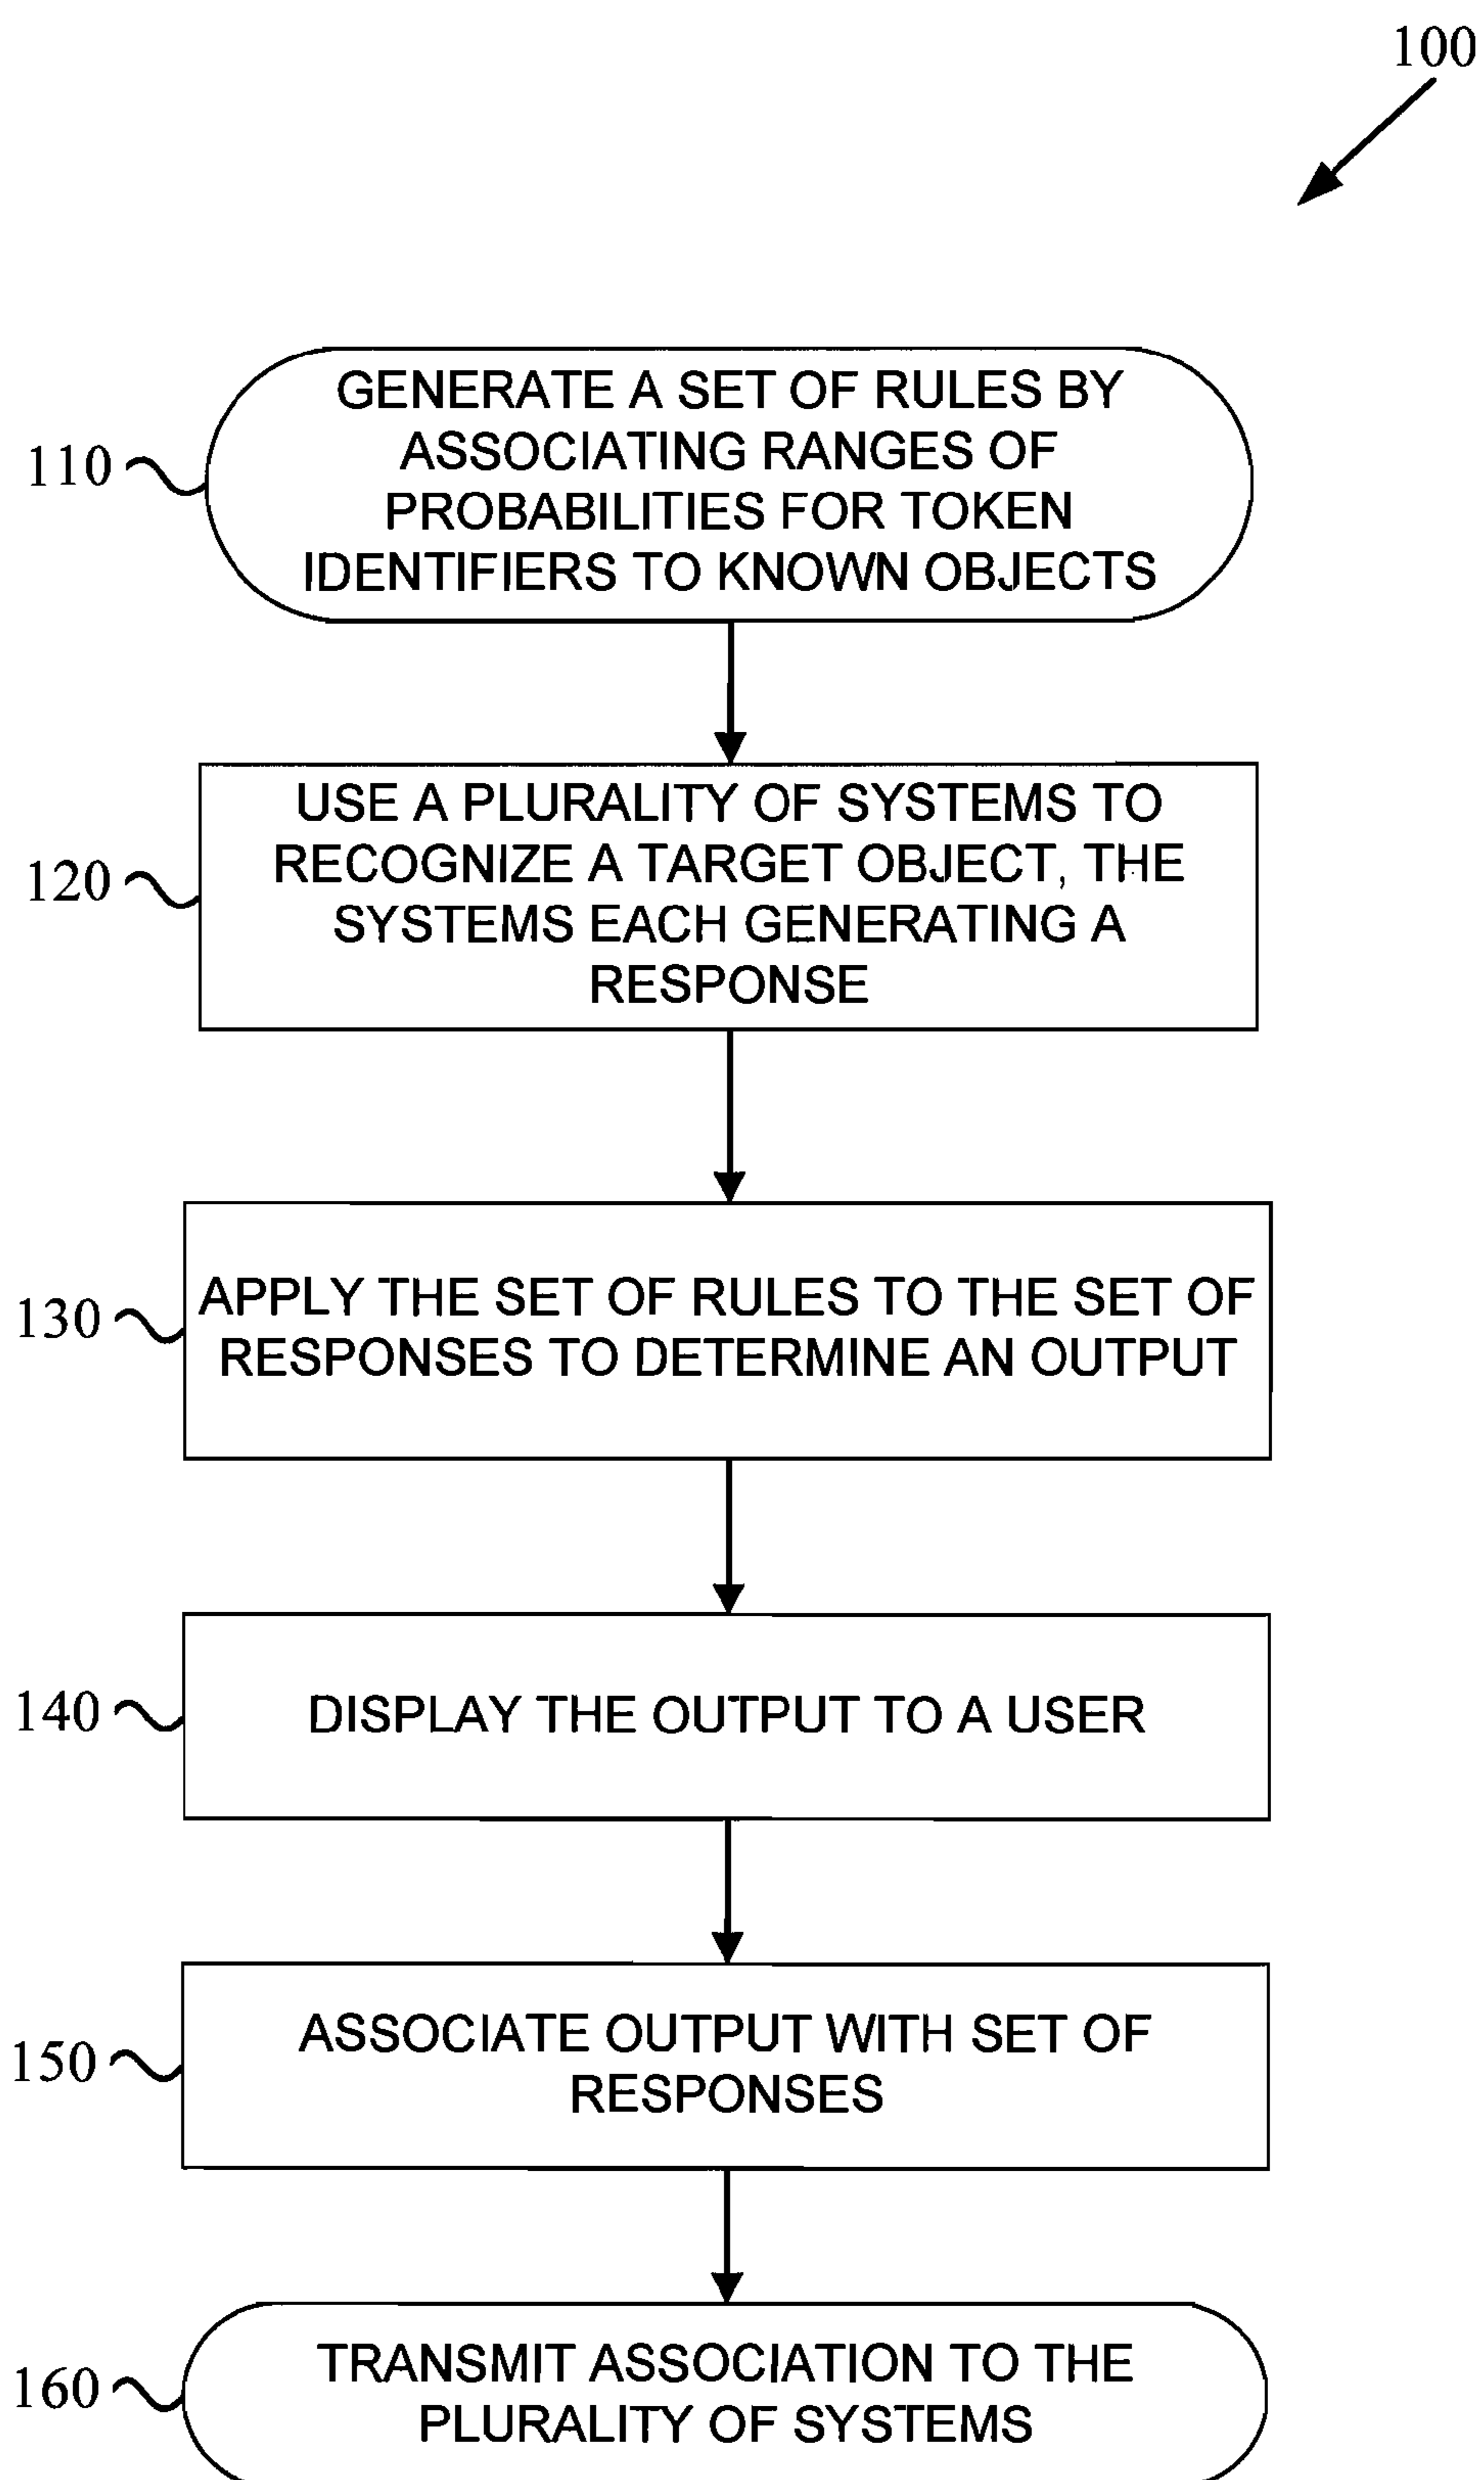 100
110
GENERATE A SET OF RULES BY
ASSOCIATING RANGES OF
PROBABILITIES FOR TOKEN
IDENTIFIERS TO KNOWN OBJECTS
120
USE A PLURALITY OF SYSTEMS TO
RECOGNIZE A TARGET OBJECT, THE
SYSTEMS EACH GENERATING A
RESPONSE
130
APPLY THE SET OF RULES TO THE SET OF
RESPONSES TO DETERMINE AN OUTPUT
140
DISPLAY THE OUTPUT TO A USER
150
ASSOCIATE OUTPUT WITH SET OF
RESPONSES
160
TRANSMIT ASSOCIATION TO THE
PLURALITY OF SYSTEMS